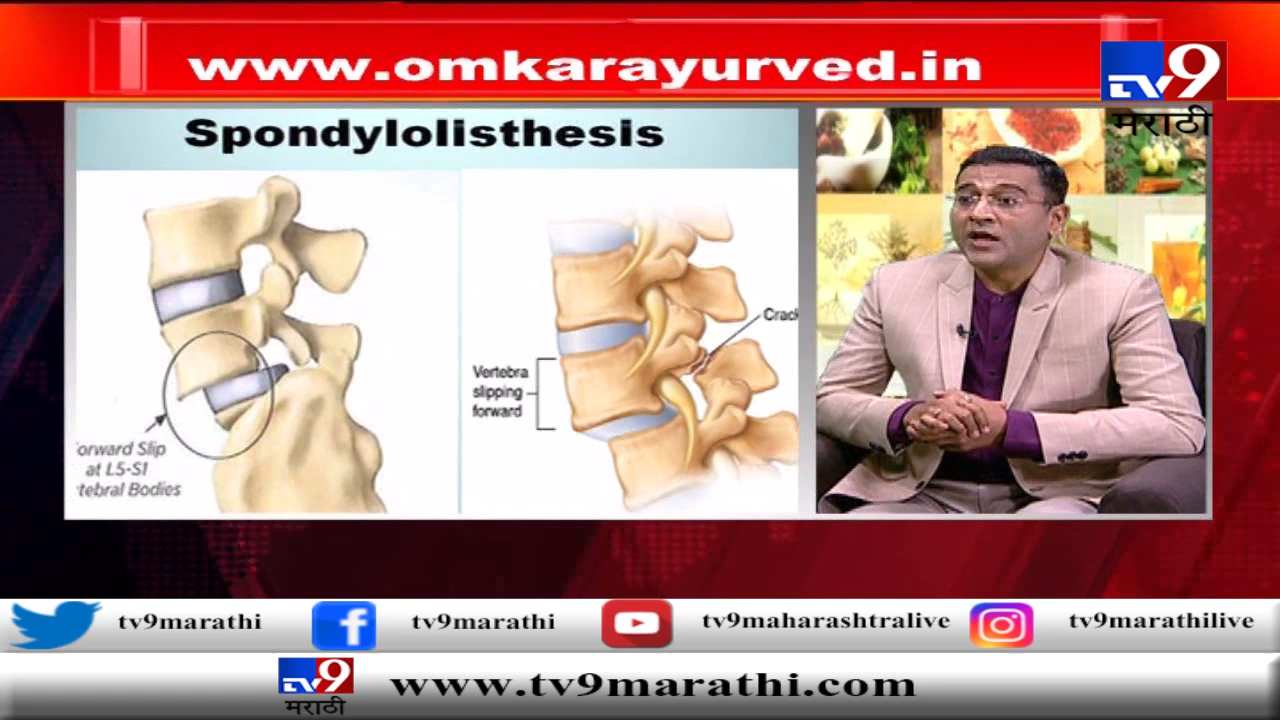 www.omkarayurved.in
TV9
मराठी
Spondylolisthesis
orward Slip
at L5-S1
tebral Bodies
Vertebra
slipping
forward
Crack
tv9marathi
tv9marathi
tv9maharashtralive
tv9marathilive
TV9
मराठी
www.tv9marathi.com